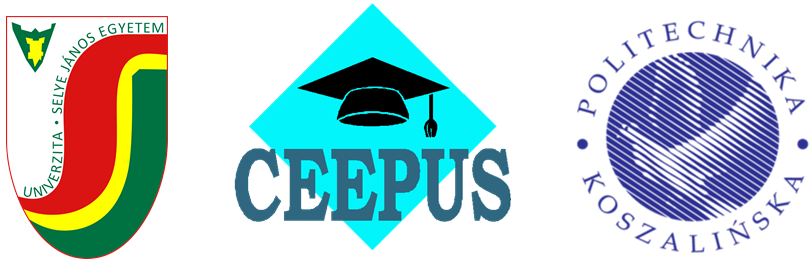 UNIVERZITA • SELYE JÁNOS EGYETEM
CEEPUS
POLITECHNIKA
• KOSZALIŃSKA •